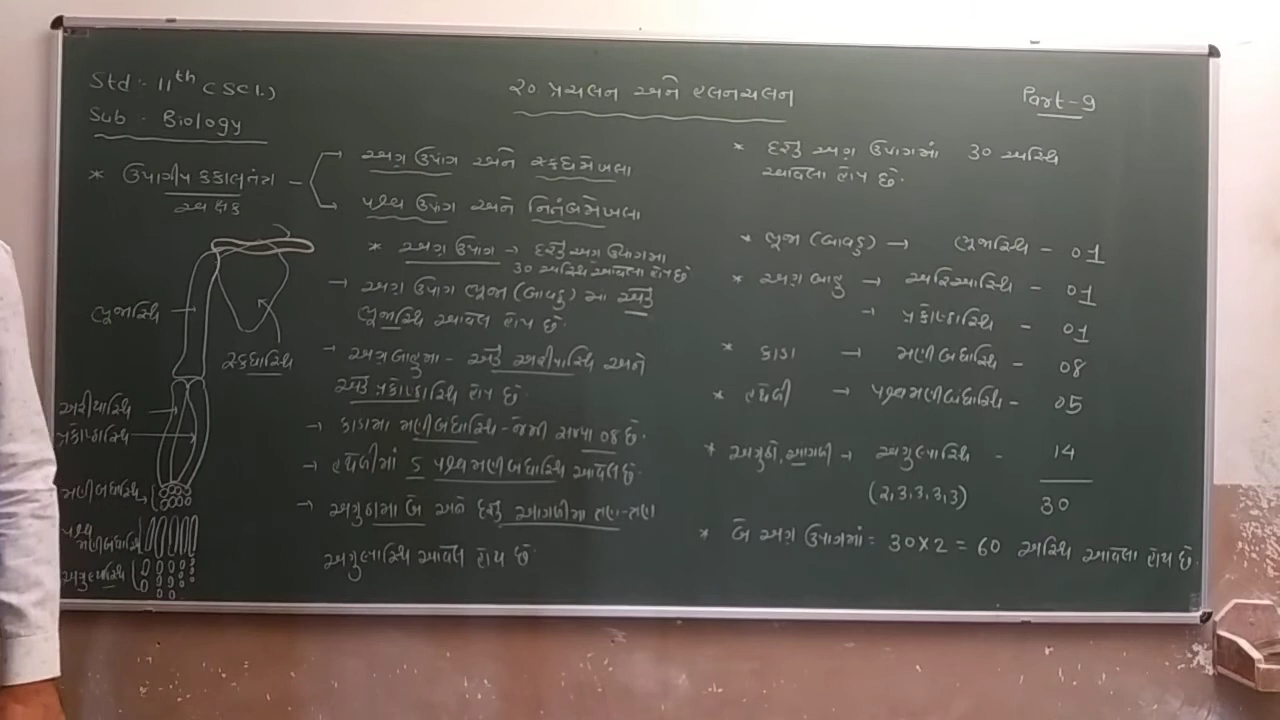 Std :- 11th (Sci.)
Sub - Biology
૨૦. પ્રચલન અને હલનચલન
Part-9
* ઉપાંગીય કંકાલતંત્ર
→ અગ્ર ઉપાંગ અને સ્કંધમેખલા
→ પશ્ચ ઉપાંગ અને નિતંબમેખલા
અક્ષક
ભૂજાસ્થિ
સ્કંધાસ્થિ
અરીયાસ્થિ
પ્રકોષ્ઠાસ્થિ
મણીબંધાસ્થિ
પશ્ચ
મણીબંધાસ્થિ
અંગુલ્યાસ્થિ
* અગ્ર ઉપાંગ → દરેક અગ્ર ઉપાંગમાં
30 અસ્થિ આવેલા હોય છે
→ અગ્ર ઉપાંગ ભૂજા (બાવડુ) માં એક
ભૂજાસ્થિ આવેલ હોય છે.
→ અગ્રબાહુમાં - એક અરીયાસ્થિ અને
એક પ્રકોષ્ઠાસ્થિ હોય છે.
→ કાંડામાં મણીબંધાસ્થિ - જેની સંખ્યા 08 છે.
→ હથેળીમાં 5 પશ્ચમણીબંધાસ્થિ આવેલ છે.
→ અંગુઠામાં બે અને દરેક આંગળીમાં ત્રણ-ત્રણ
અંગુલાસ્થિ આવેલ હોય છે.
* દરેક અગ્ર ઉપાંગમાં 30 અસ્થિ
આવેલા હોય છે.
* ભૂજા (બાવડુ) → ભૂજાસ્થિ - 01
* અગ્ર બાહુ → અરિઆસ્થિ - 01
→ પ્રકોષ્ઠાસ્થિ - 01
* કાંડા → મણીબંધાસ્થિ - 08
* હથેળી → પશ્ચમણીબંધાસ્થિ - 05
* અંગુઠો, આંગળી → અંગુલ્યાસ્થિ - 14
(2,3,3,3,3) 30
* બે અગ્ર ઉપાંગમાં = 30×2 = 60 અસ્થિ આવેલા હોય છે.